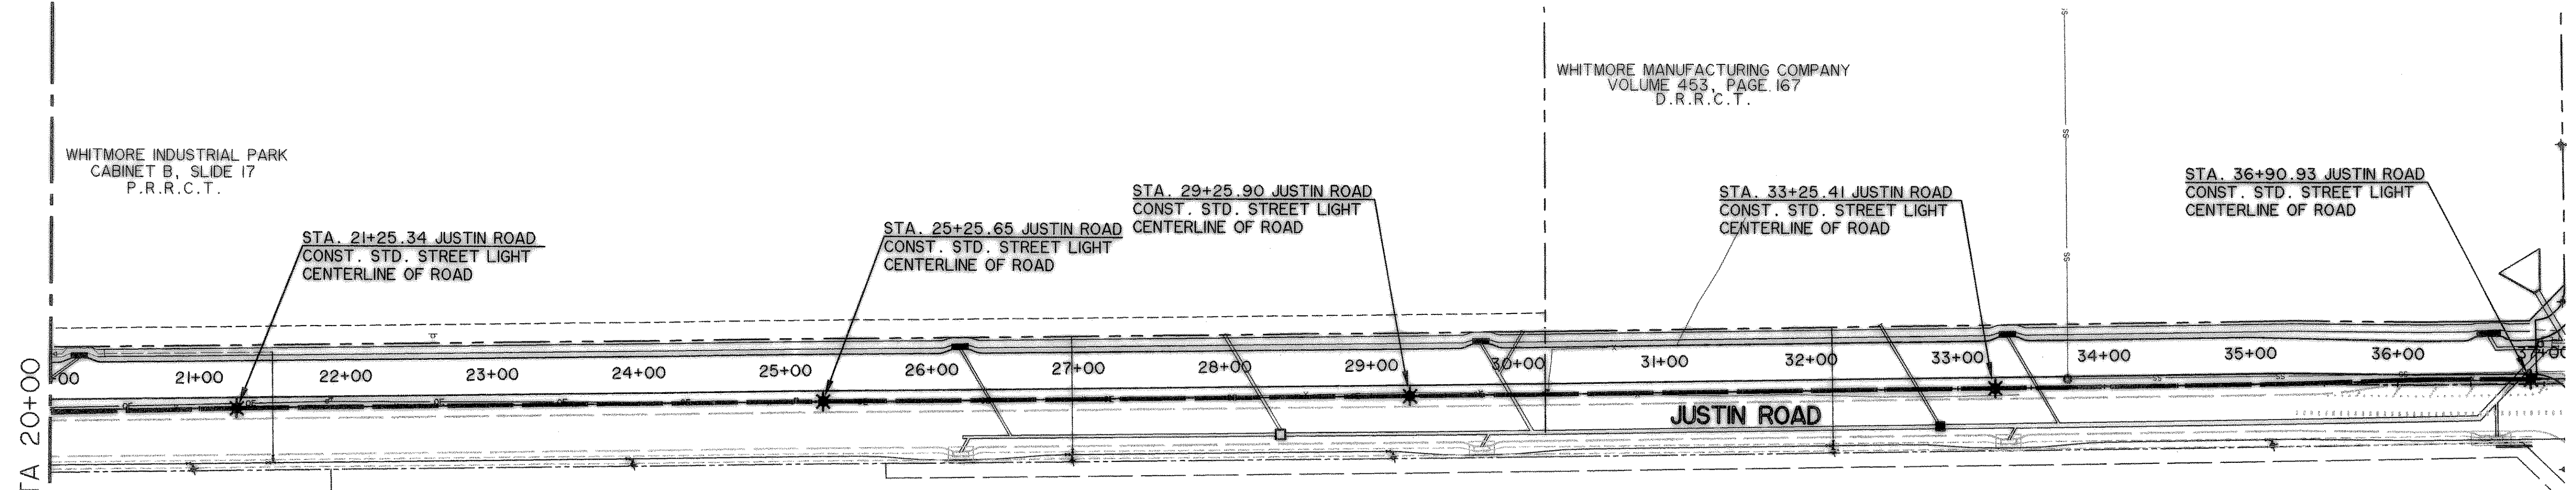 WHITMORE MANUFACTURING COMPANY
VOLUME 453, PAGE 167
D.R.R.C.T.
WHITMORE INDUSTRIAL PARK
CABINET B, SLIDE 17
P.R.R.C.T.
STA. 21+25.34 JUSTIN ROAD
CONST. STD. STREET LIGHT
CENTERLINE OF ROAD
STA. 25+25.65 JUSTIN ROAD
CONST. STD. STREET LIGHT
CENTERLINE OF ROAD
STA. 29+25.90 JUSTIN ROAD
CONST. STD. STREET LIGHT
CENTERLINE OF ROAD
STA. 33+25.41 JUSTIN ROAD
CONST. STD. STREET LIGHT
CENTERLINE OF ROAD
STA. 36+90.93 JUSTIN ROAD
CONST. STD. STREET LIGHT
CENTERLINE OF ROAD
SS
SS
SS
+00 21+00 22+00 23+00 24+00 25+00 26+00 27+00 28+00 29+00 30+00 31+00 32+00 33+00 34+00 35+00 36+00 37+00
JUSTIN ROAD
TA 20+00